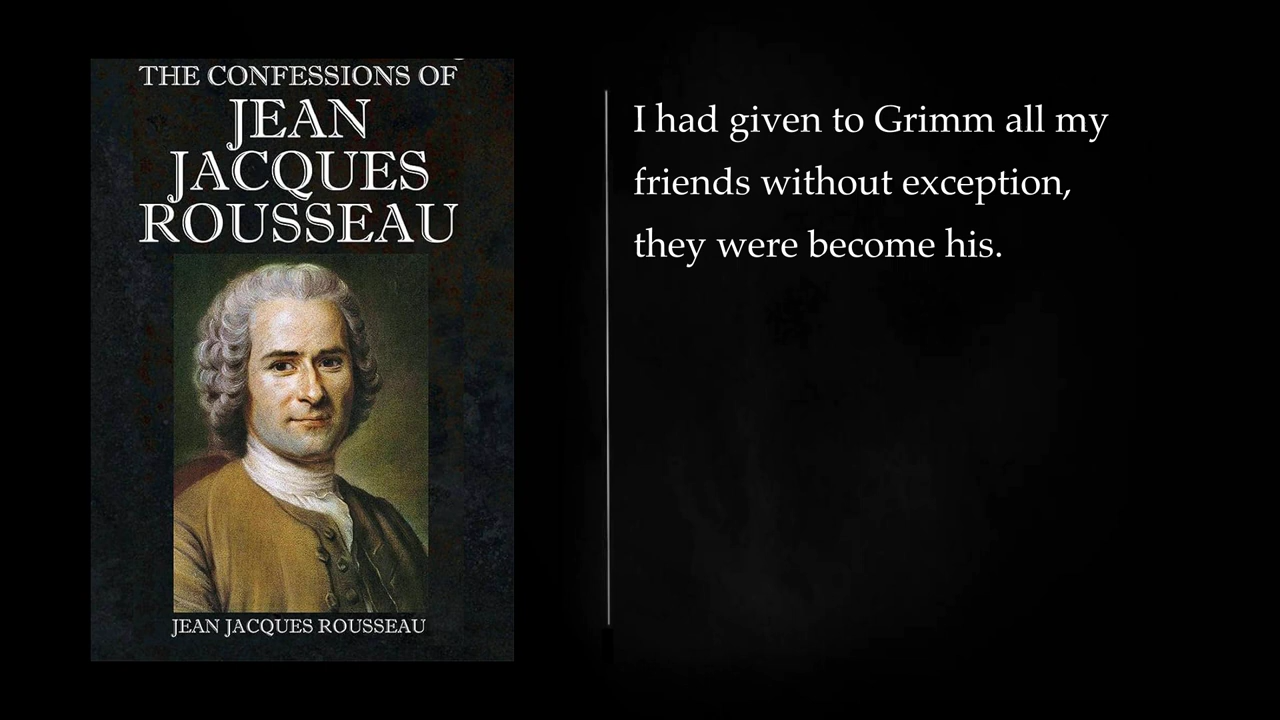 THE CONFESSIONS OF
JEAN
JACQUES
ROUSSEAU
JEAN JACQUES ROUSSEAU
I had given to Grimm all my
friends without exception,
they were become his.